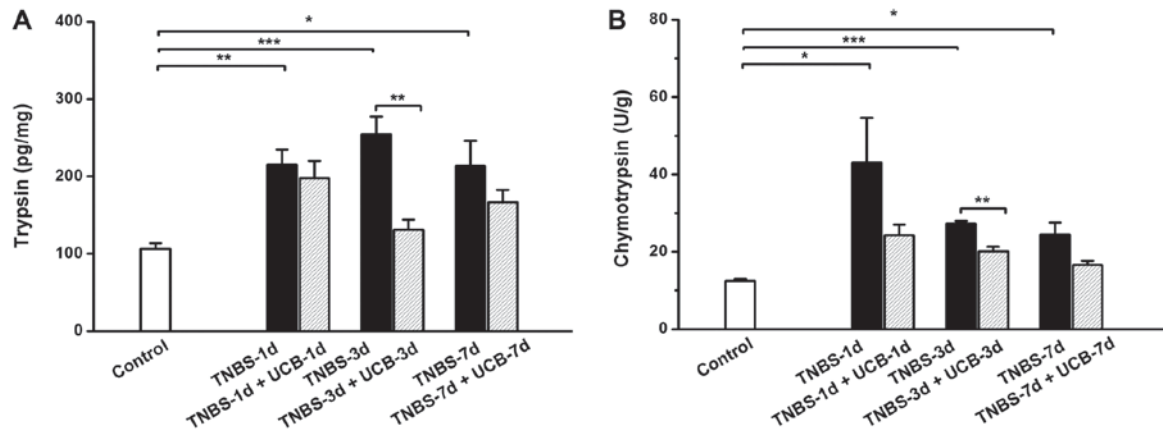 A
Trypsin (pg/mg)
400
300
200
100
0
*
***
**
**
Control
TNBS-1d
TNBS-1d + UCB-1d
TNBS-3d
TNBS-3d + UCB-3d
TNBS-7d
TNBS-7d + UCB-7d
B
Chymotrypsin (U/g)
80
60
40
20
0
*
***
*
**
Control
TNBS-1d
TNBS-1d + UCB-1d
TNBS-3d
TNBS-3d + UCB-3d
TNBS-7d
TNBS-7d + UCB-7d